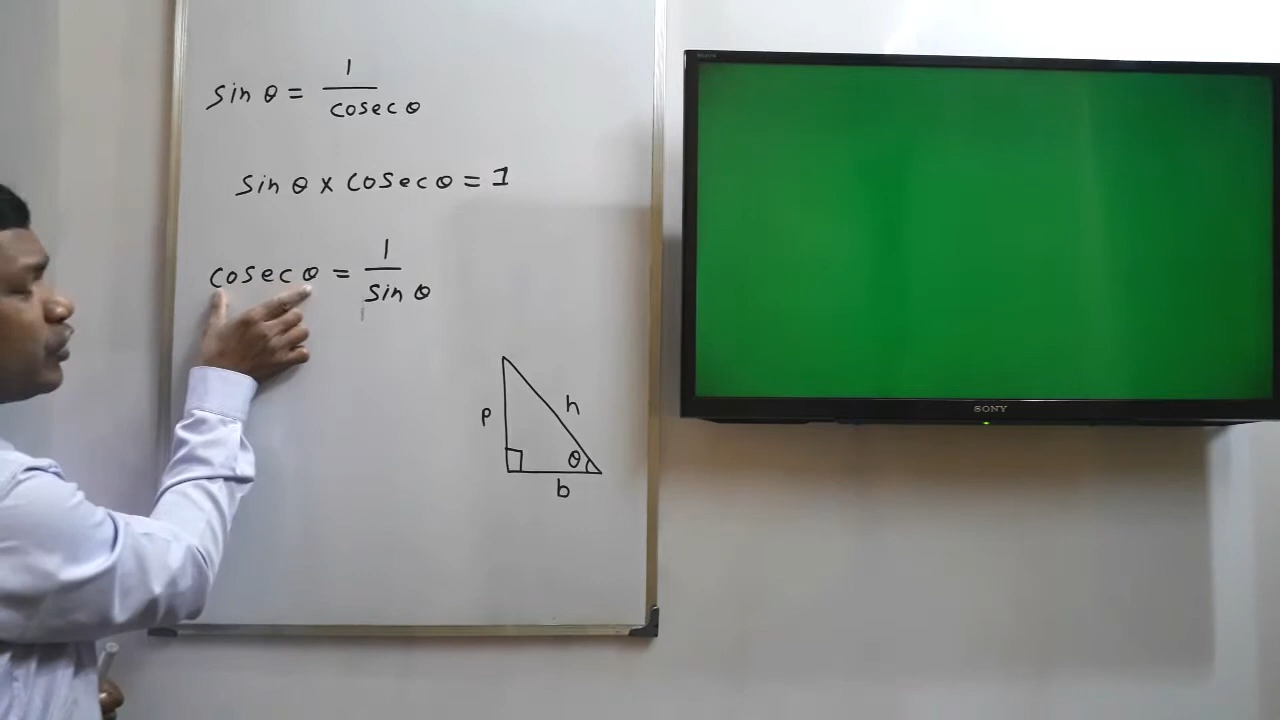 sin θ = 1/cosec θ
sin θ × cosec θ = 1
cosec θ = 1/sin θ
p
h
θ
b
SONY